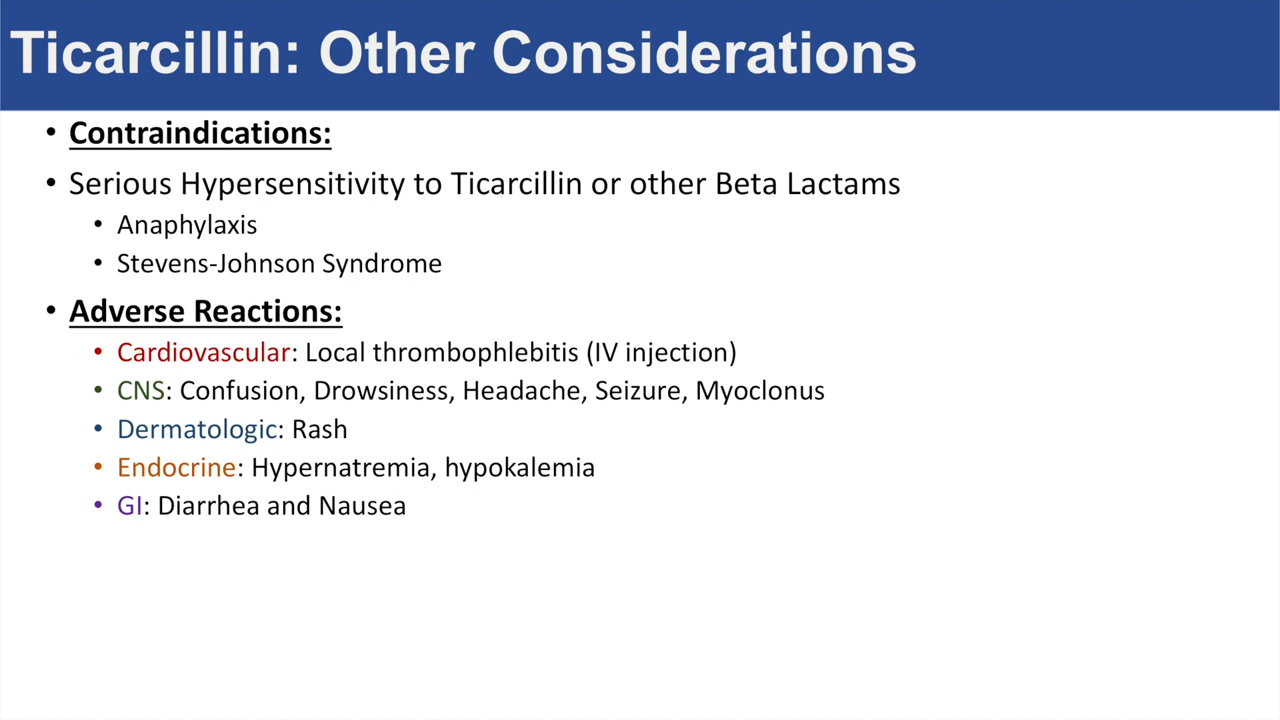 Ticarcillin: Other Considerations
• Contraindications:
• Serious Hypersensitivity to Ticarcillin or other Beta Lactams
• Anaphylaxis
• Stevens-Johnson Syndrome
• Adverse Reactions:
• Cardiovascular: Local thrombophlebitis (IV injection)
• CNS: Confusion, Drowsiness, Headache, Seizure, Myoclonus
• Dermatologic: Rash
• Endocrine: Hypernatremia, hypokalemia
• GI: Diarrhea and Nausea